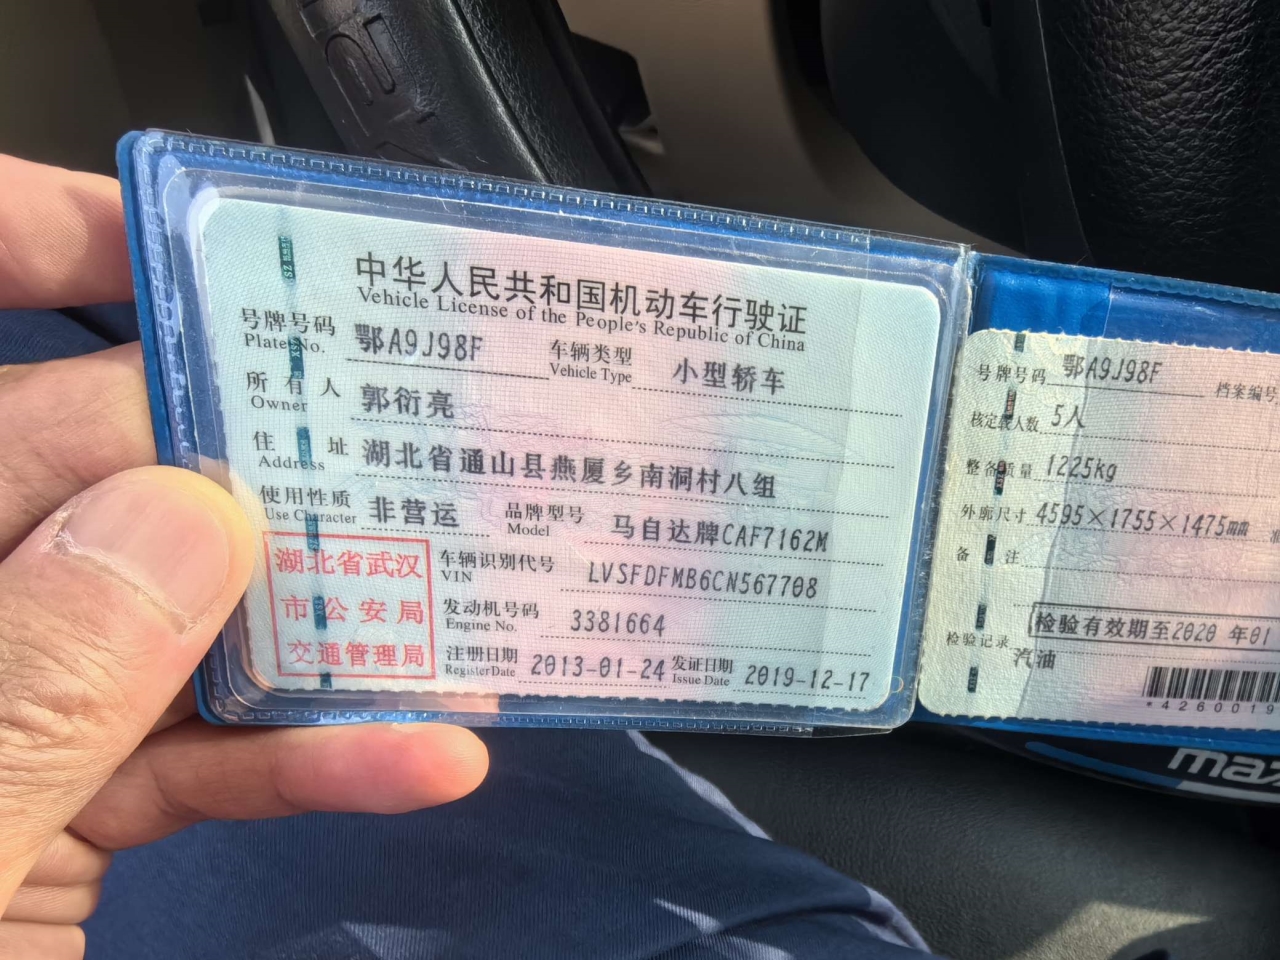 中华人民共和国机动车行驶证
Vehicle License of the People's Republic of China
号牌号码 鄂A9J98F 车辆类型 小型轿车
Plate No. Vehicle Type
所有人 郭衍亮
Owner
住址 湖北省通山县燕厦乡南洞村八组
Address
使用性质 非营运 品牌型号 马自达牌CAF7162M
Use Character Model
湖北省武汉
市公安局
交通管理局
车辆识别代号 LVSFDFMB6CN567708
VIN
发动机号码 3381664
Engine No.
注册日期 2013-01-24 发证日期 2019-12-17
Register Date Issue Date
号牌号码 鄂A9J98F 档案编号
核定载人数 5人
整备质量 1225kg
外廓尺寸 4595×1755×1475mm
备注
检验有效期至2020 年01
检验记录
汽油
*4260019
maz